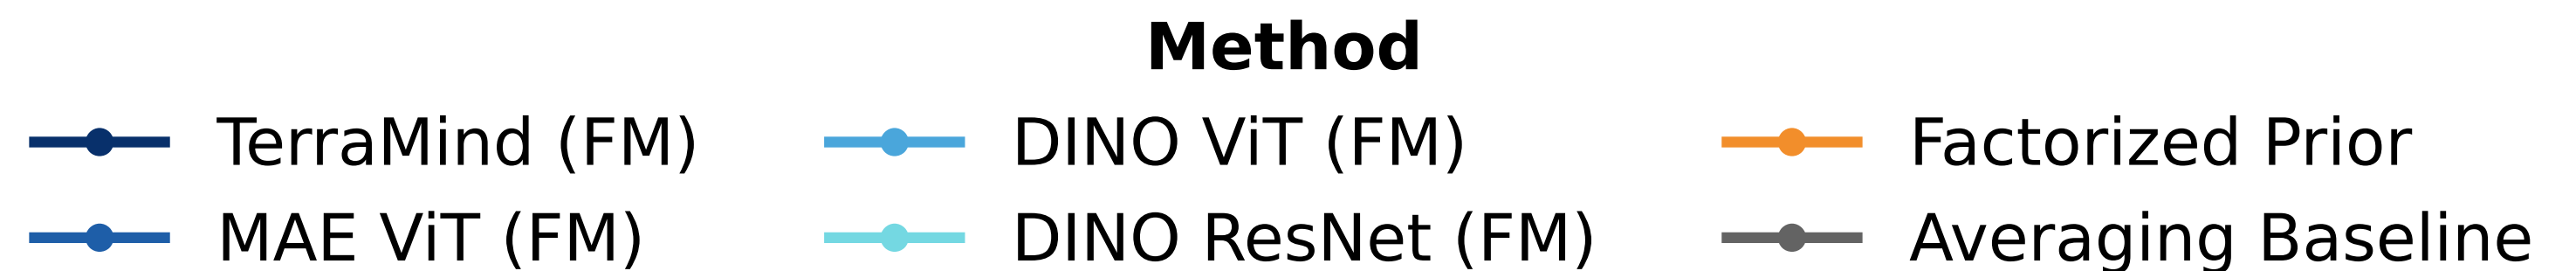 Method
TerraMind (FM) DINO ViT (FM) Factorized Prior
MAE ViT (FM) DINO ResNet (FM) Averaging Baseline